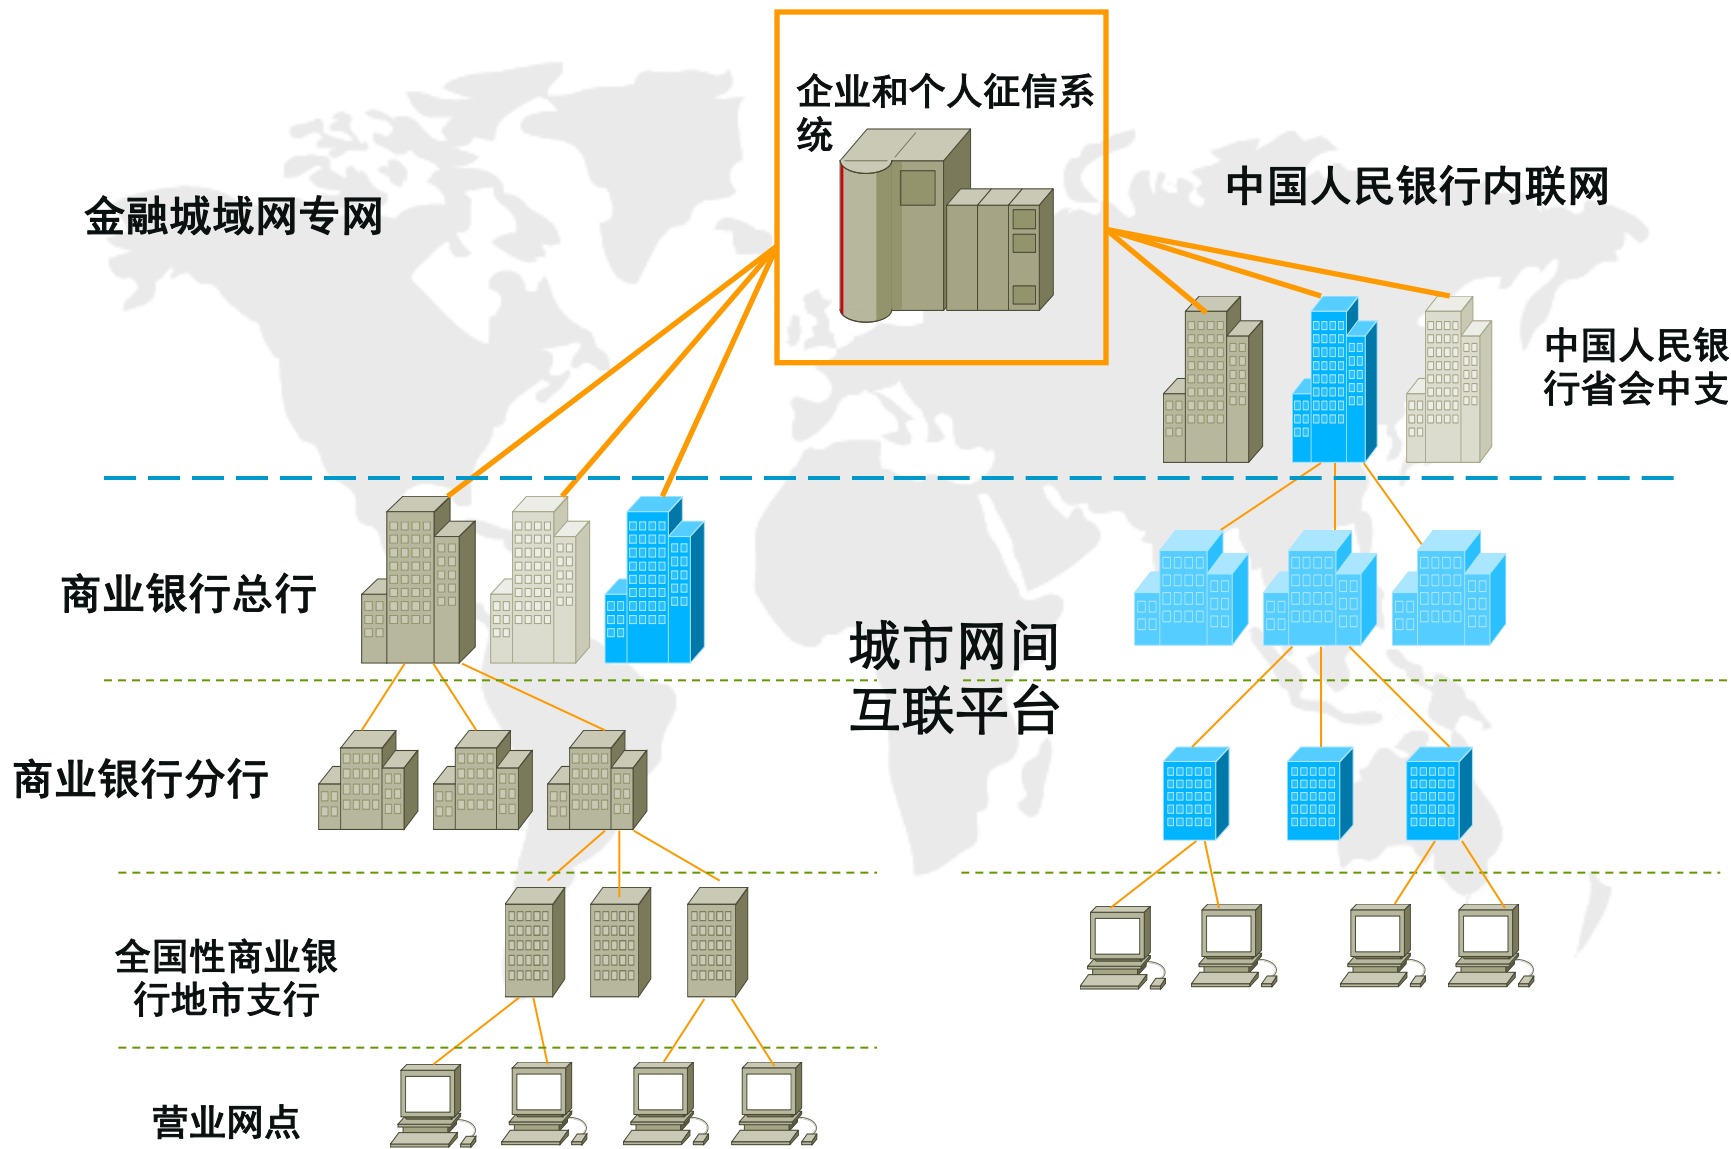 企业和个人征信系
统
金融城域网专网
中国人民银行内联网
中国人民银
行省会中支
商业银行总行
城市网间
互联平台
商业银行分行
全国性商业银
行地市支行
营业网点